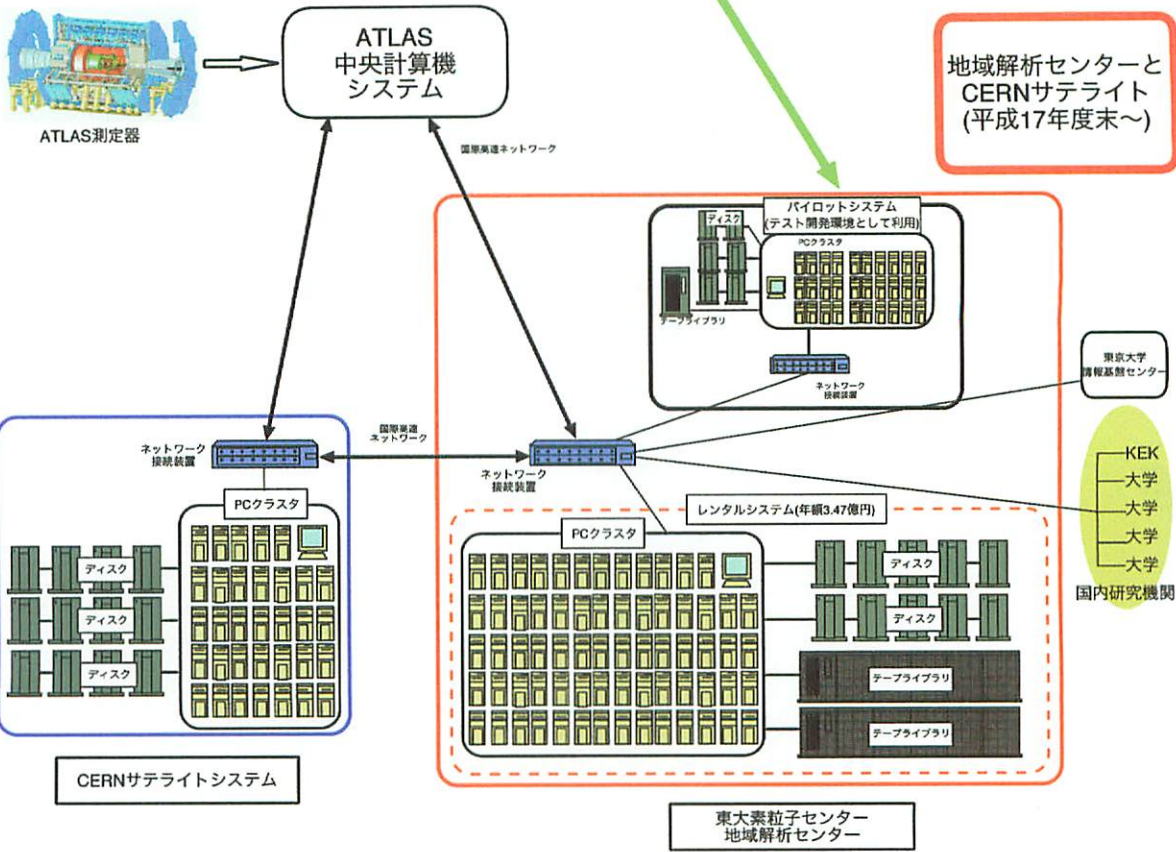 ATLAS
中央計算機
システム
ATLAS測定器
地域解析センターと
CERNサテライト
(平成17年度末〜)
国際高速ネットワーク
パイロットシステム
(テスト開発環境として利用)
ディスク
PCクラスタ
テープライブラリ
ネットワーク
接続装置
東京大学
情報基盤センター
国際高速
ネットワーク
ネットワーク
接続装置
ネットワーク
接続装置
KEK
大学
大学
大学
大学
国内研究機関
PCクラスタ
ディスク
ディスク
ディスク
レンタルシステム(年額3.47億円)
PCクラスタ
ディスク
ディスク
テープライブラリ
テープライブラリ
CERNサテライトシステム
東大素粒子センター
地域解析センター